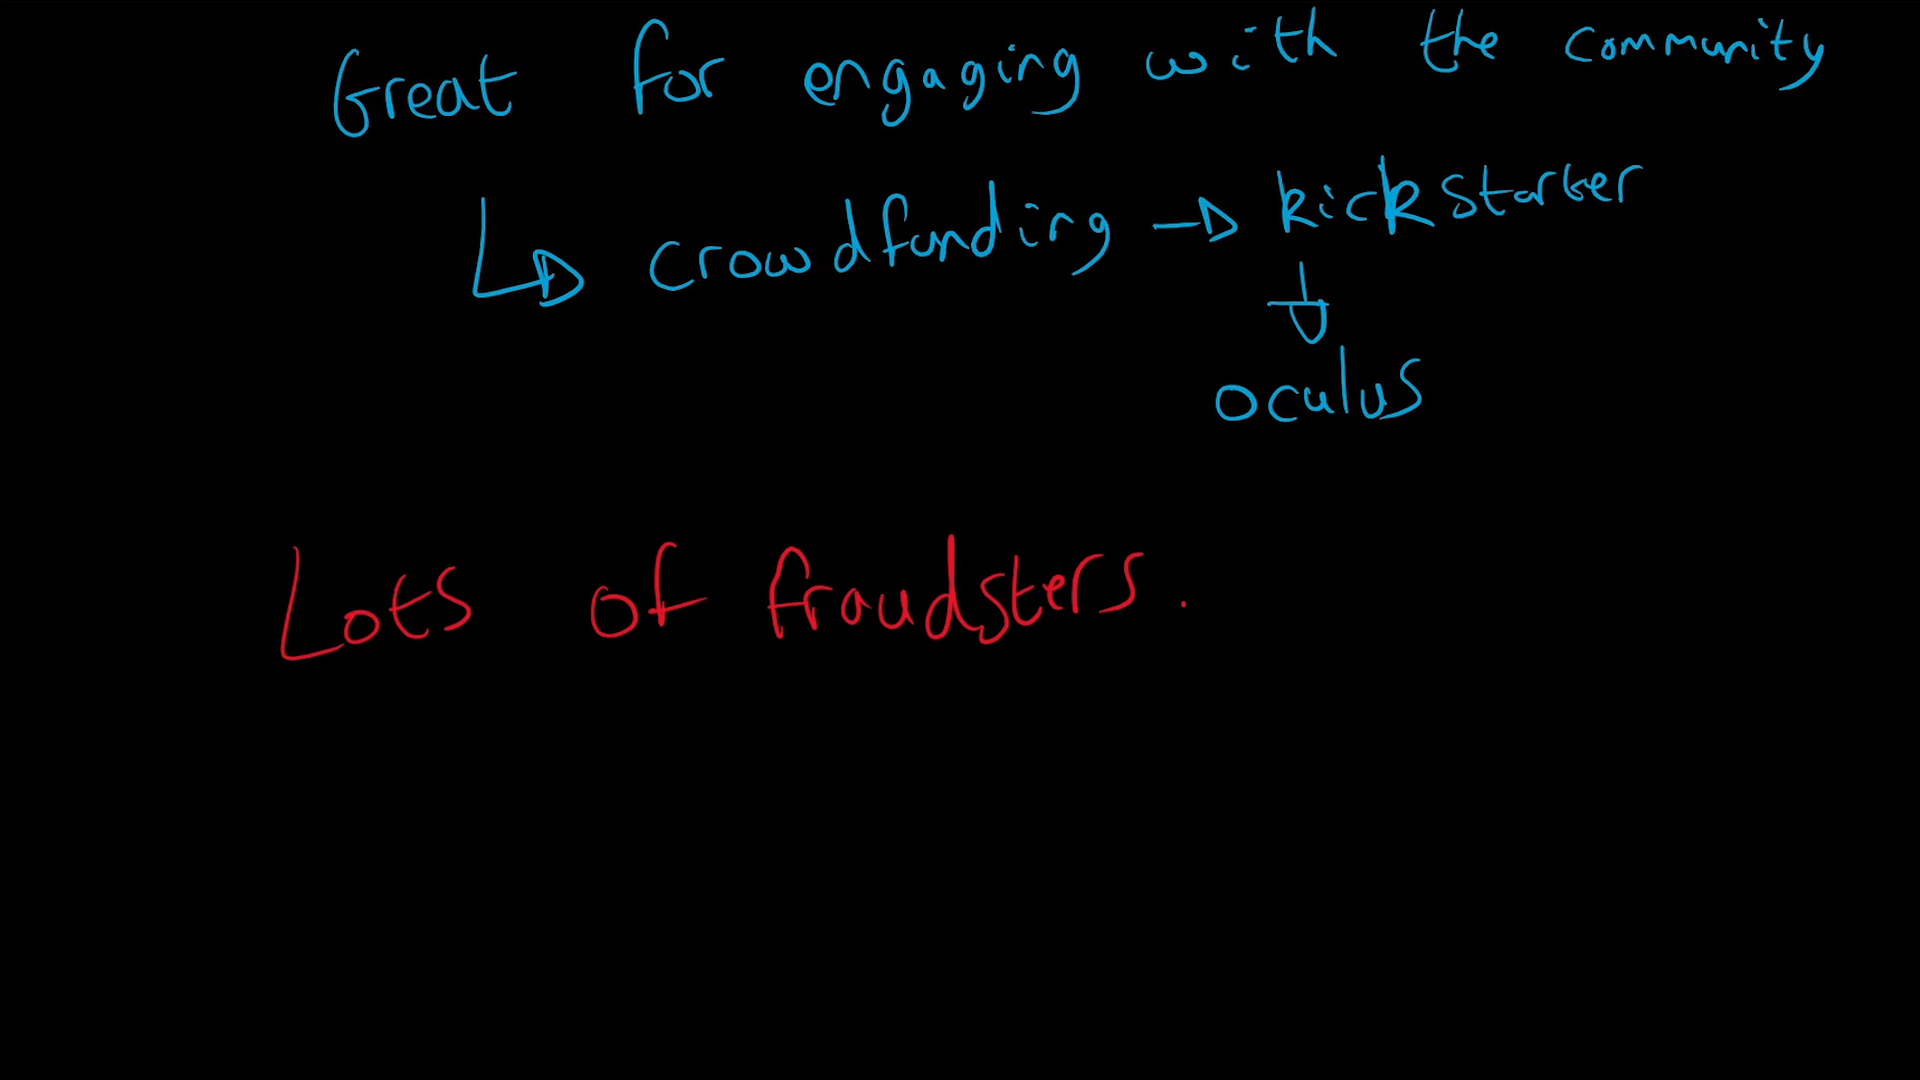 Great for engaging with the community
crowdfunding → kickstarter
oculus
Lots of fraudsters.